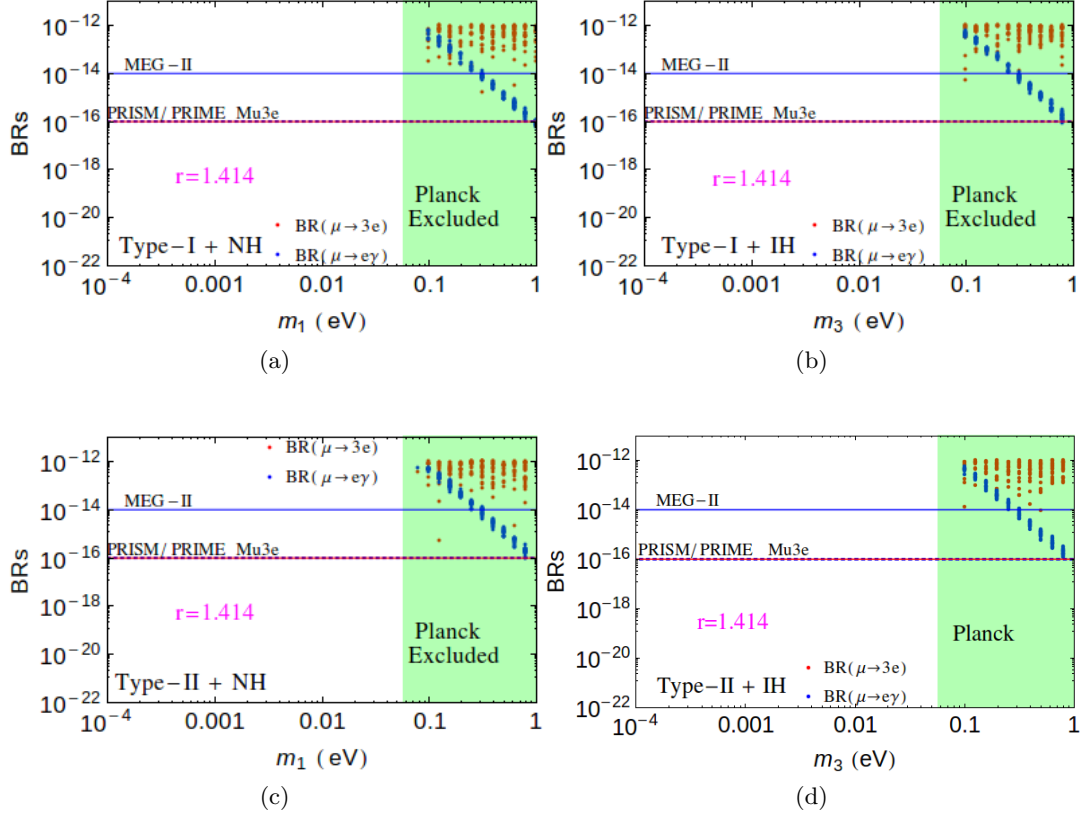 10^−12
10^−14
10^−16
10^−18
10^−20
10^−22
BRs
MEG−II
PRISM/PRIME Mu3e
r=1.414
Planck
Excluded
BR(μ→3e)
BR(μ→eγ)
Type−I + NH
10^−4 0.001 0.01 0.1 1
m₁ (eV)
(a)
10^−12
10^−14
10^−16
10^−18
10^−20
10^−22
BRs
MEG−II
PRISM/PRIME Mu3e
r=1.414
Planck
Excluded
BR(μ→3e)
BR(μ→eγ)
Type−I + IH
10^−4 0.001 0.01 0.1 1
m₃ (eV)
(b)
BR(μ→3e)
BR(μ→eγ)
10^−12
10^−14
10^−16
10^−18
10^−20
10^−22
BRs
MEG−II
PRISM/PRIME Mu3e
r=1.414
Planck
Excluded
Type−II + NH
10^−4 0.001 0.01 0.1 1
m₁ (eV)
(c)
10^−12
10^−14
10^−16
10^−18
10^−20
10^−22
BRs
MEG−II
PRISM/PRIME Mu3e
r=1.414
Planck
BR(μ→3e)
BR(μ→eγ)
Type−II + IH
10^−4 0.001 0.01 0.1 1
m₃ (eV)
(d)